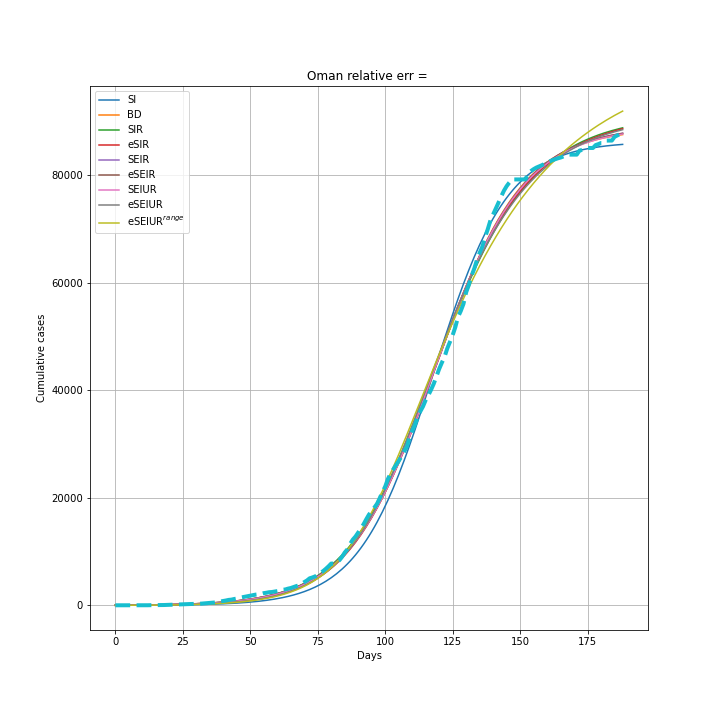 Oman relative err =
SI
BD
SIR
eSIR
SEIR
eSEIR
SEIUR
eSEIUR
eSEIUR^range
80000
60000
40000
20000
0
Cumulative cases
0 25 50 75 100 125 150 175
Days